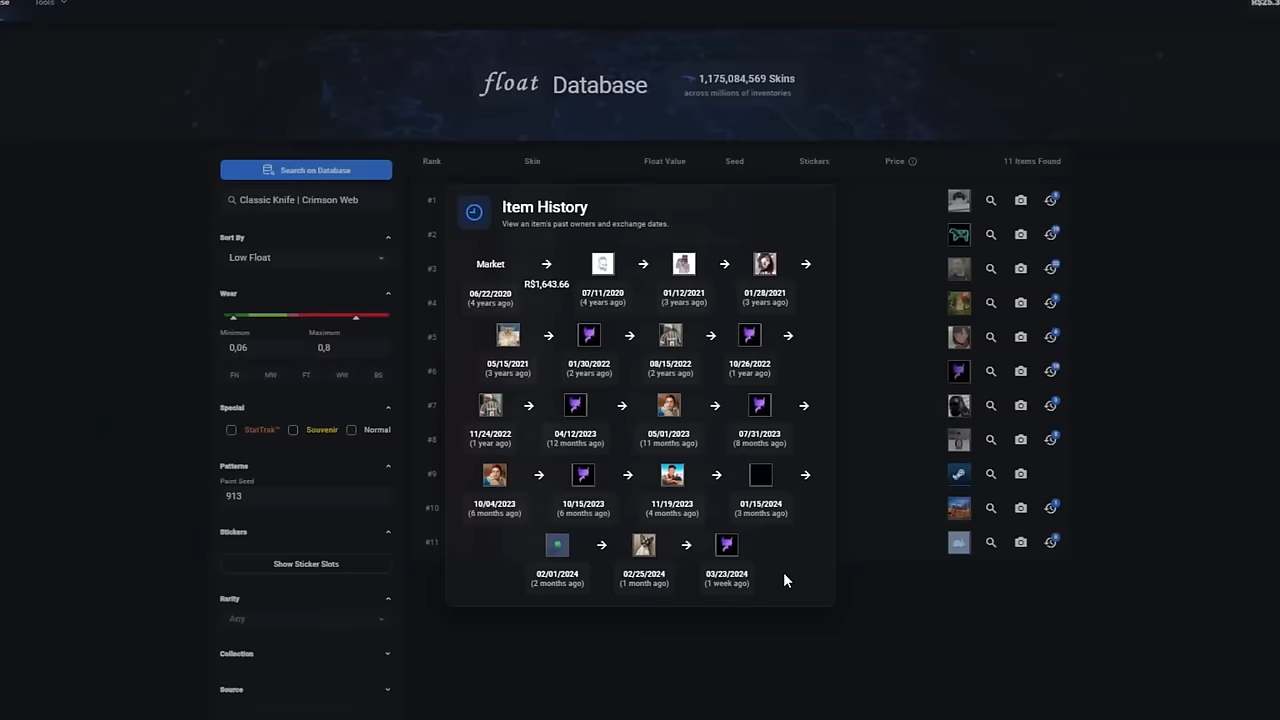 Tools
R$25.3
float Database
1,175,084,569 Skins
across millions of inventories
Search on Database
Classic Knife | Crimson Web
Sort By
Low Float
Wear
Minimum
Maximum
0,06
0,8
FN MW FT WW BS
Special
StatTrak™ Souvenir Normal
Patterns
Paint Seed
913
Stickers
Show Sticker Slots
Rarity
Any
Collection
Source
Rank Skin Float Value Seed Stickers Price 11 Items Found
#1
#2
#3
#4
#5
#6
#7
#8
#9
#10
#11
Item History
View an item's past owners and exchange dates.
Market
R$1,643.66
06/22/2020 07/11/2020 01/12/2021 01/28/2021
(4 years ago) (4 years ago) (3 years ago) (3 years ago)
05/15/2021 01/30/2022 08/15/2022 10/26/2022
(3 years ago) (2 years ago) (2 years ago) (1 year ago)
11/24/2022 04/12/2023 05/01/2023 07/31/2023
(1 year ago) (12 months ago) (11 months ago) (8 months ago)
10/04/2023 10/15/2023 11/19/2023 01/15/2024
(6 months ago) (6 months ago) (4 months ago) (3 months ago)
02/01/2024 02/25/2024 03/23/2024
(2 months ago) (1 month ago) (1 week ago)